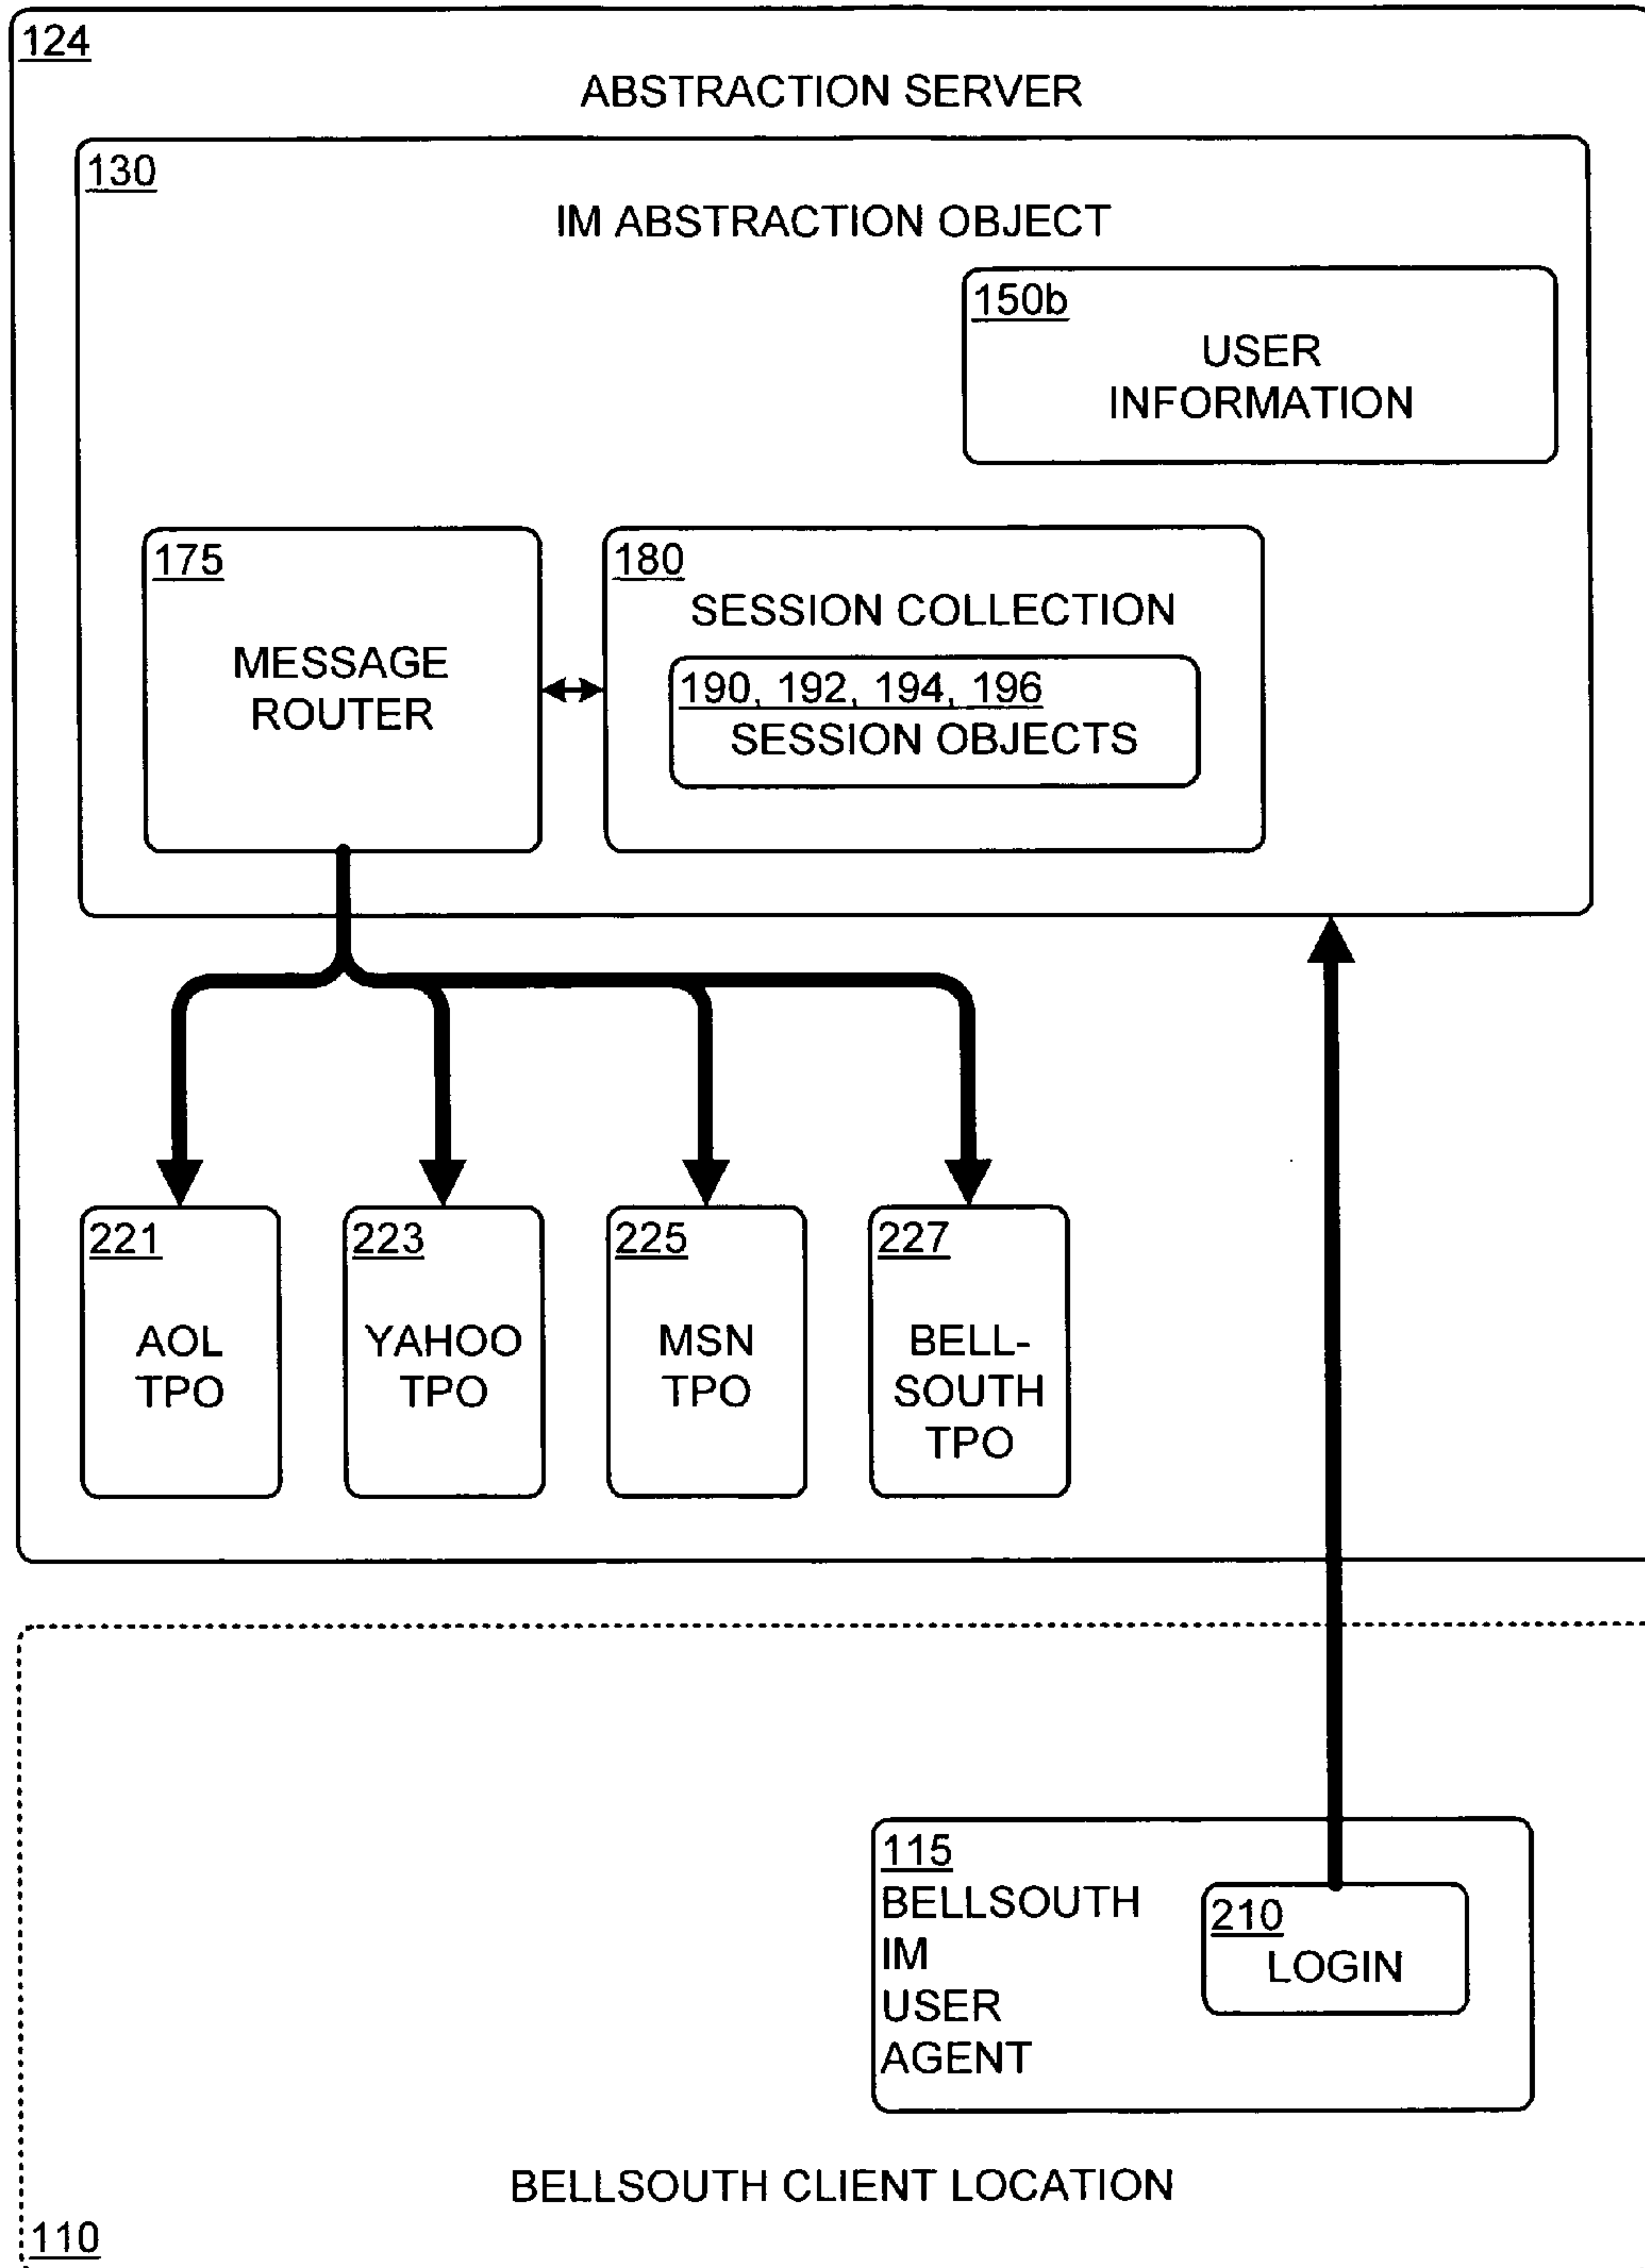 124
ABSTRACTION SERVER
130
IM ABSTRACTION OBJECT
150b
USER
INFORMATION
175
MESSAGE
ROUTER
180
SESSION COLLECTION
190, 192, 194, 196
SESSION OBJECTS
221
AOL
TPO
223
YAHOO
TPO
225
MSN
TPO
227
BELL-
SOUTH
TPO
115
BELLSOUTH
IM
USER
AGENT
210
LOGIN
BELLSOUTH CLIENT LOCATION
110